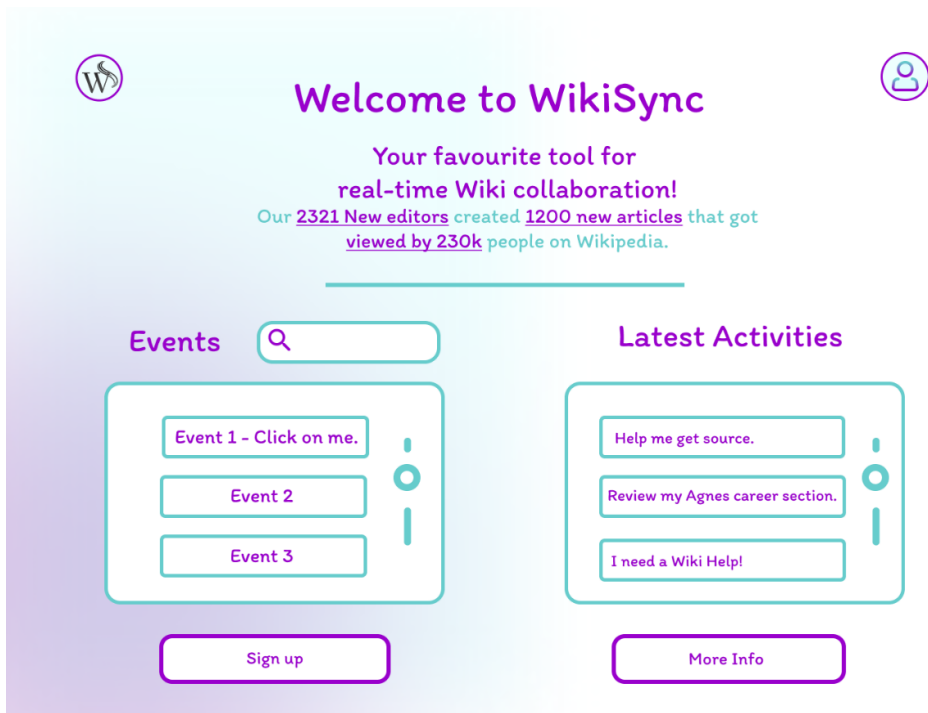 W
Welcome to WikiSync
Your favourite tool for
real-time Wiki collaboration!
Our 2321 New editors created 1200 new articles that got
viewed by 230k people on Wikipedia.
Events
Event 1 - Click on me.
Event 2
Event 3
Sign up
Latest Activities
Help me get source.
Review my Agnes career section.
I need a Wiki Help!
More Info